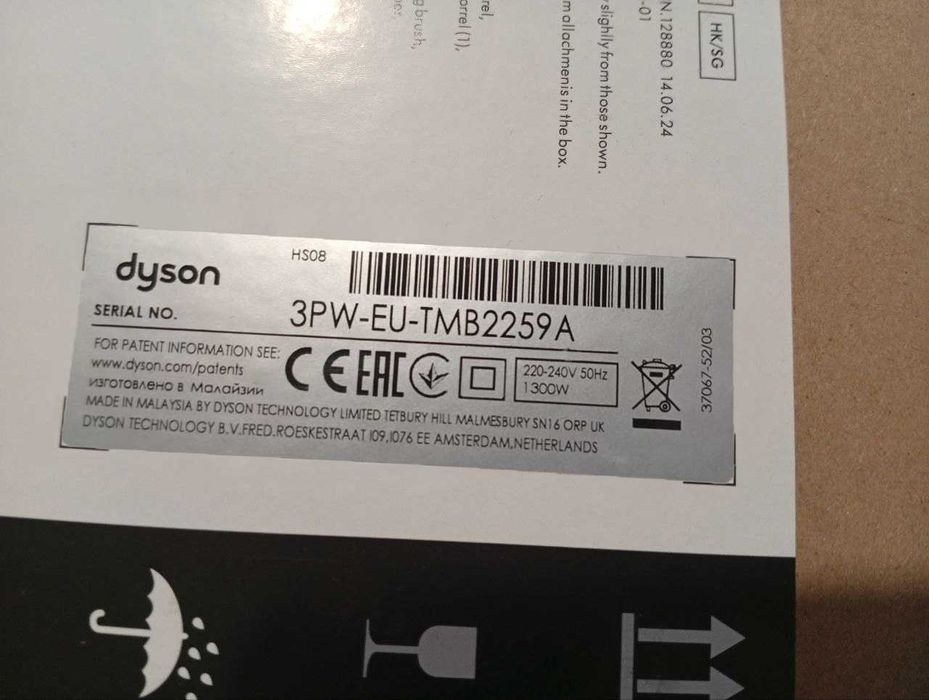 HK/SG
N.128880 14.06.24
-01
slightly from those shown.
m allachmenis in the box.
rel,
orrel (1),
g brush,
dyson
HS08
SERIAL NO.
3PW-EU-TMB2259A
FOR PATENT INFORMATION SEE:
www.dyson.com/patents
изготовлено в Малайзии
CE EAC
220-240V 50Hz
1300W
MADE IN MALAYSIA BY DYSON TECHNOLOGY LIMITED TETBURY HILL MALMESBURY SN16 ORP UK
DYSON TECHNOLOGY B.V.FRED.ROESKESTRAAT 109,1076 EE AMSTERDAM,NETHERLANDS
37067-52/03